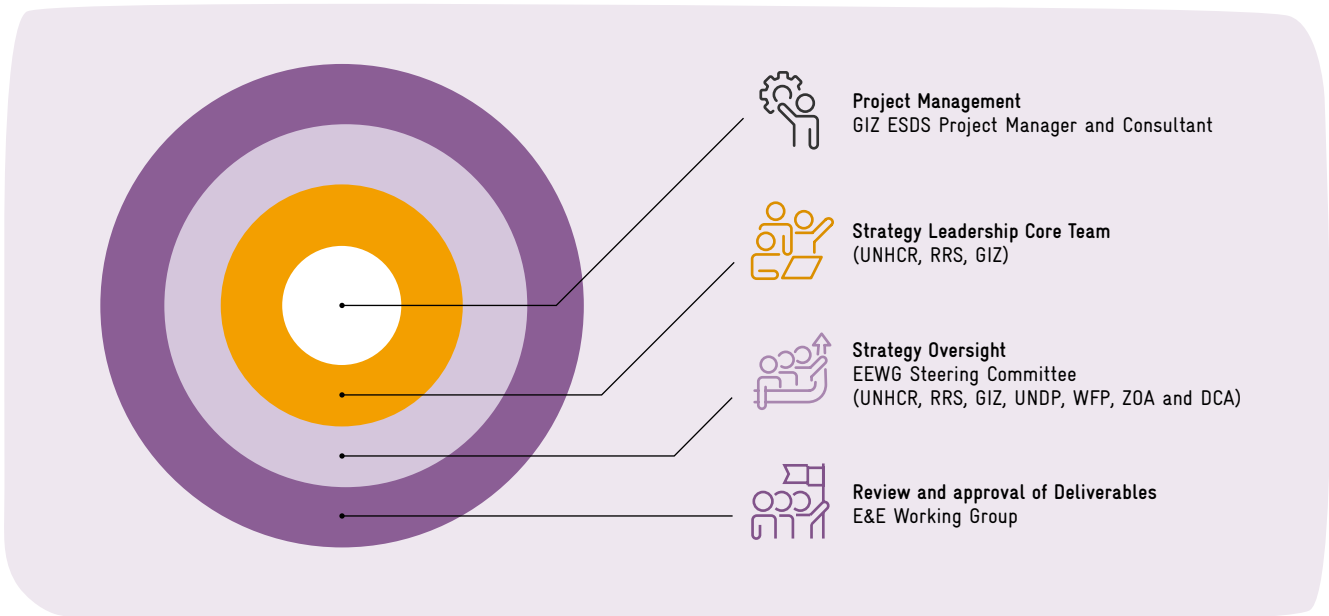 Project Management
GIZ ESDS Project Manager and Consultant
Strategy Leadership Core Team
(UNHCR, RRS, GIZ)
Strategy Oversight
EEWG Steering Committee
(UNHCR, RRS, GIZ, UNDP, WFP, ZOA and DCA)
Review and approval of Deliverables
E&E Working Group